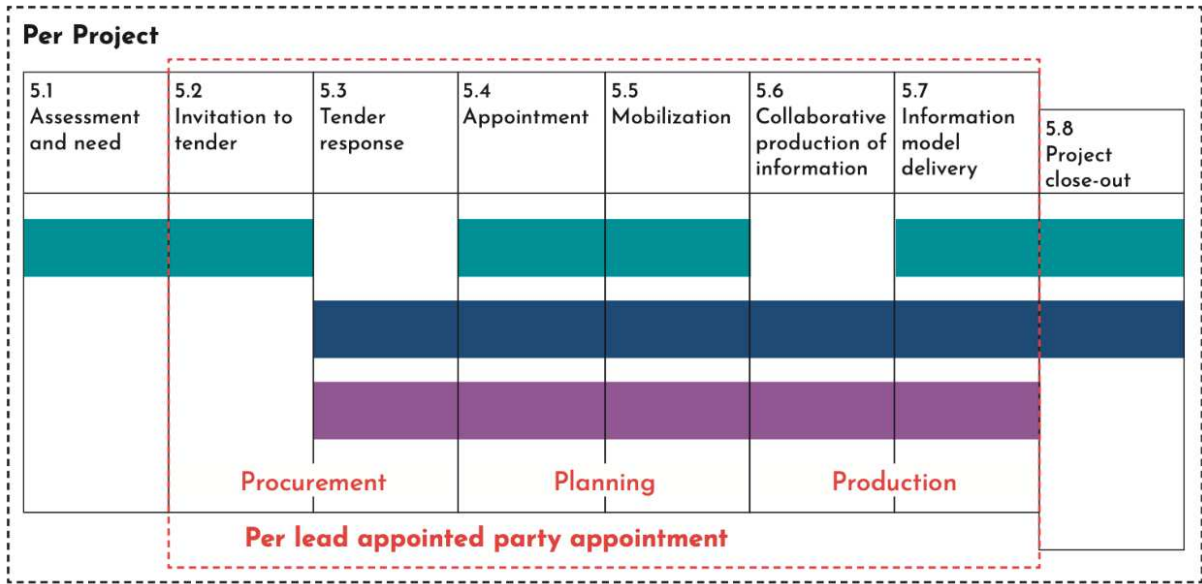 Per Project
5.1
Assessment
and need
5.2
Invitation to
tender
5.3
Tender
response
5.4
Appointment
5.5
Mobilization
5.6
Collaborative
production of
information
5.7
Information
model
delivery
5.8
Project
close-out
Procurement
Planning
Production
Per lead appointed party appointment